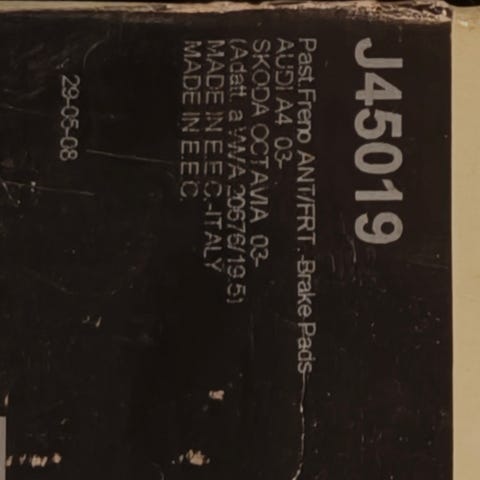 J45019
Past.Freno ANT/FRT. Brake Pads
AUDI A4 03-
SKODA OCTAVIA 03-
(Adatt. a WVA 20676/19.5)
MADE IN E.E.C.-ITALY
MADE IN E.E.C
29-05-08